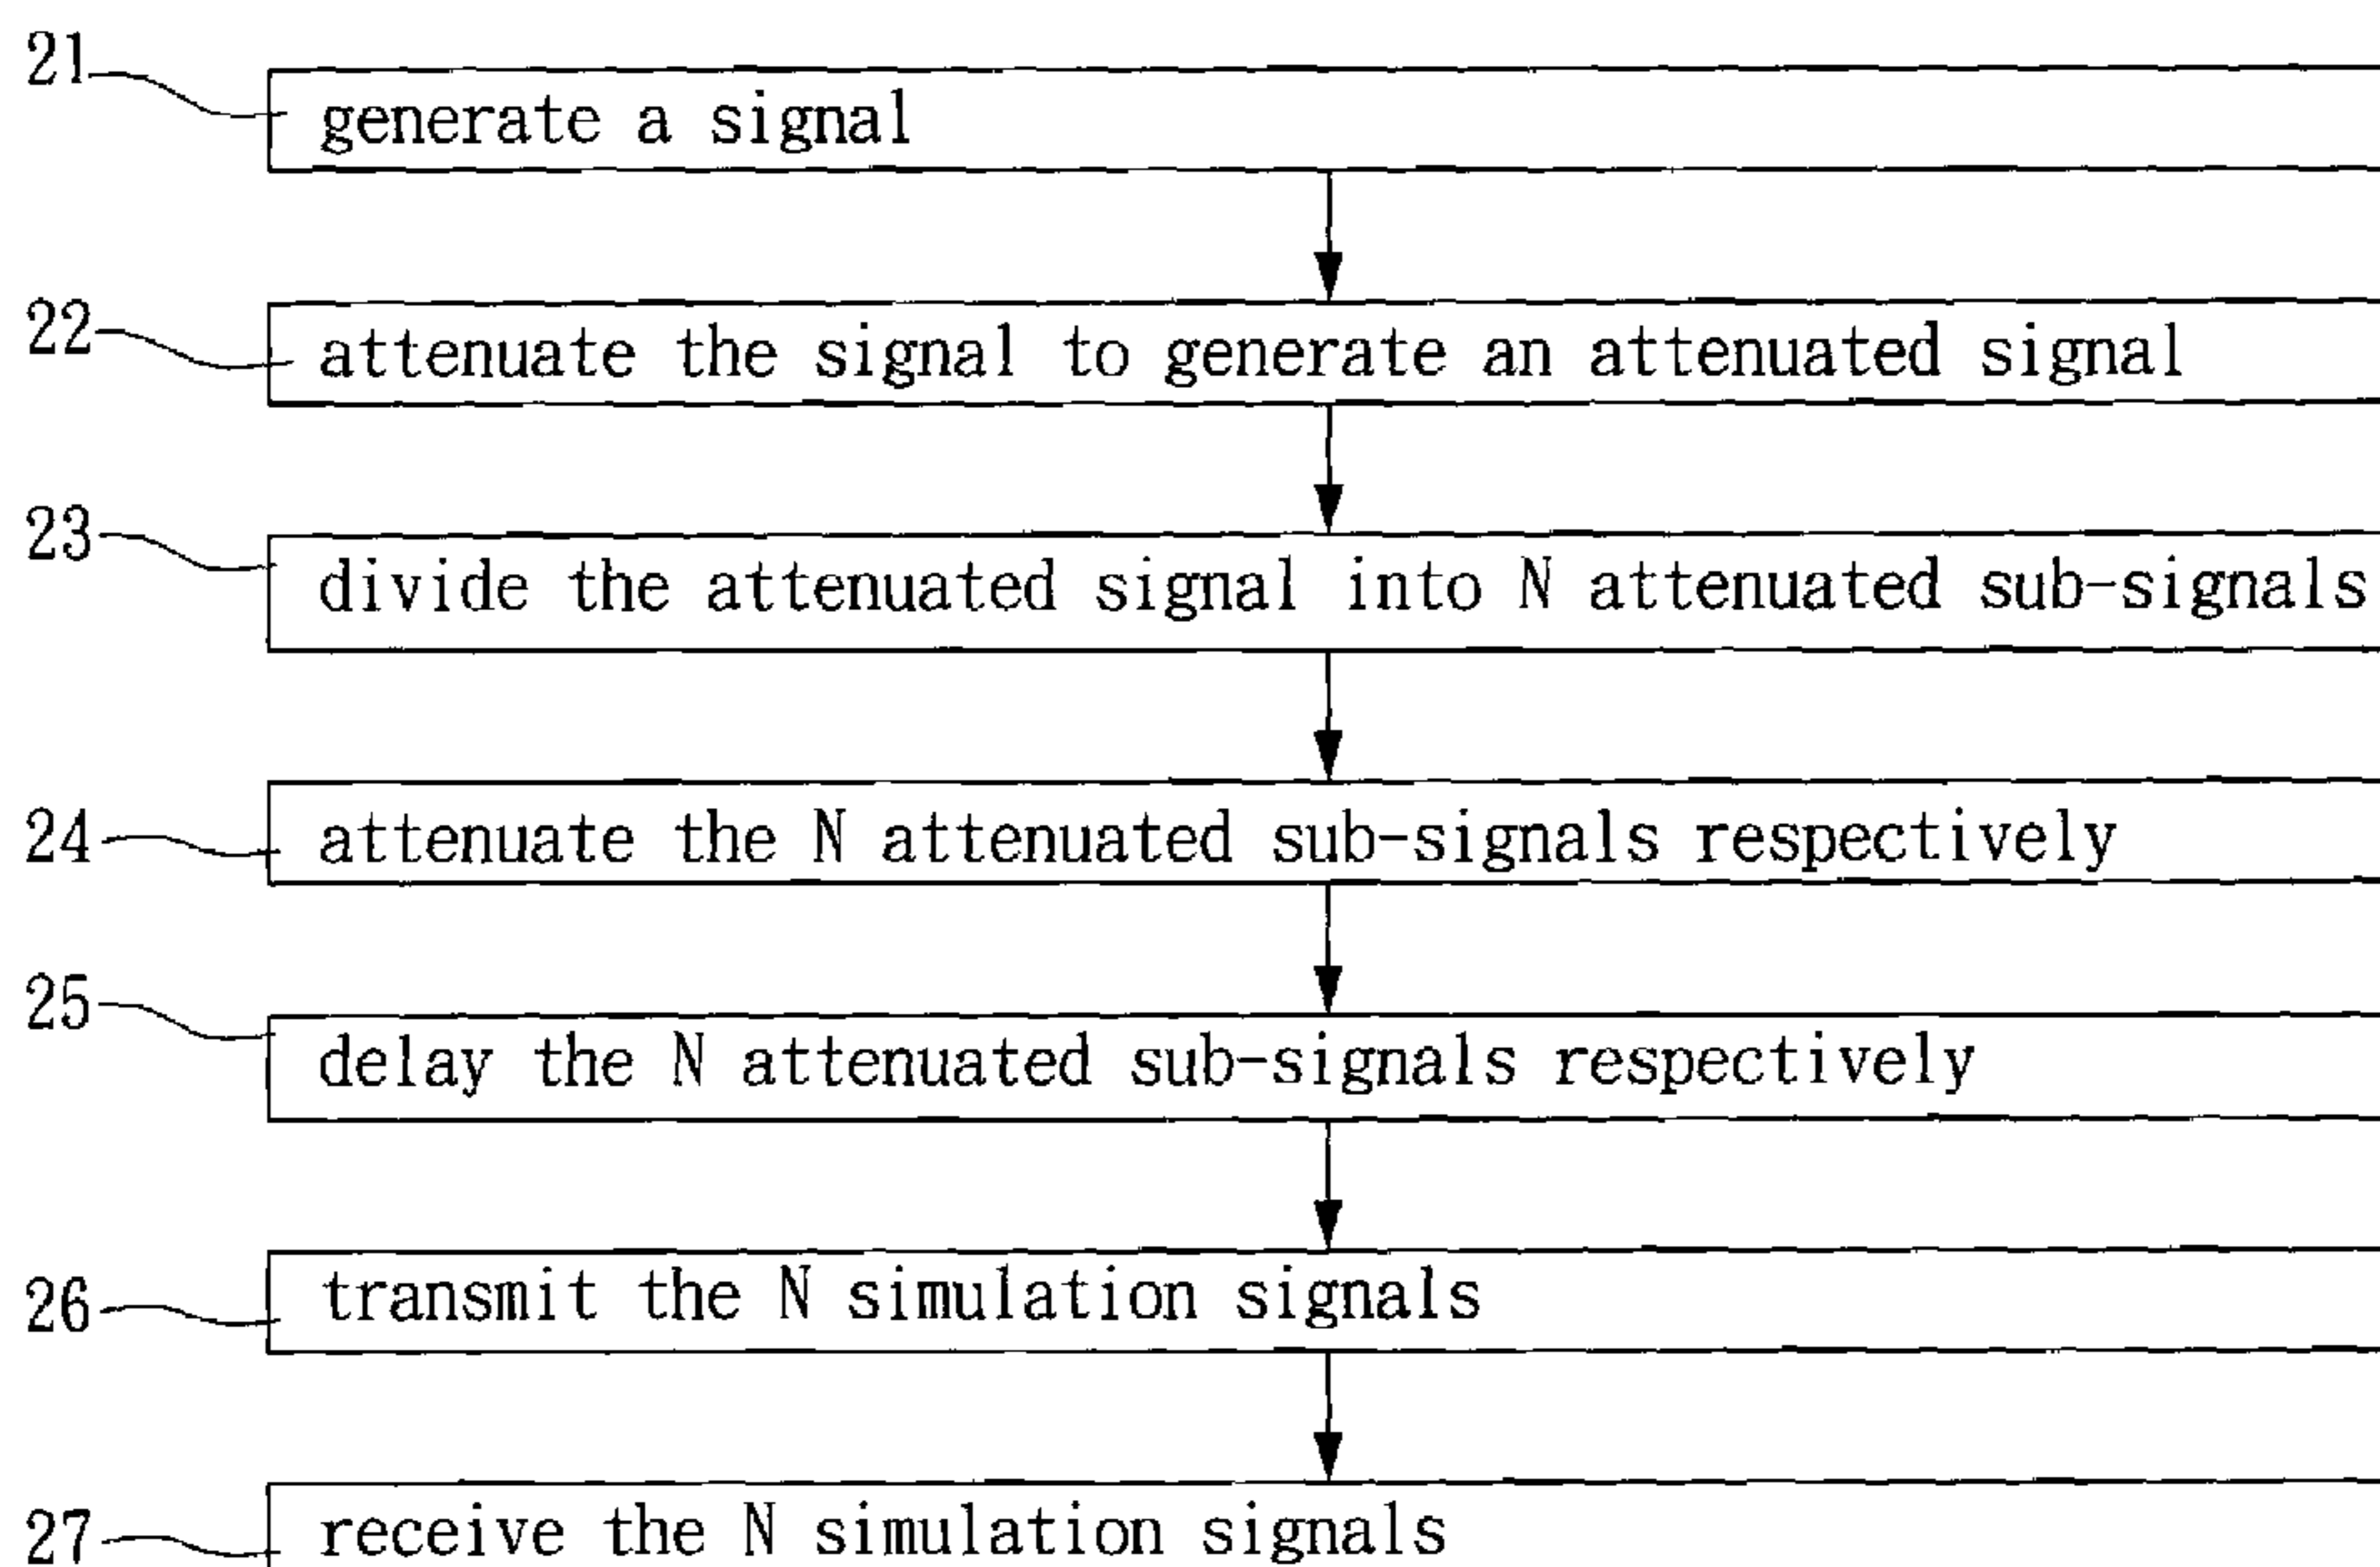 21 generate a signal
22 attenuate the signal to generate an attenuated signal
23 divide the attenuated signal into N attenuated sub-signals
24 attenuate the N attenuated sub-signals respectively
25 delay the N attenuated sub-signals respectively
26 transmit the N simulation signals
27 receive the N simulation signals